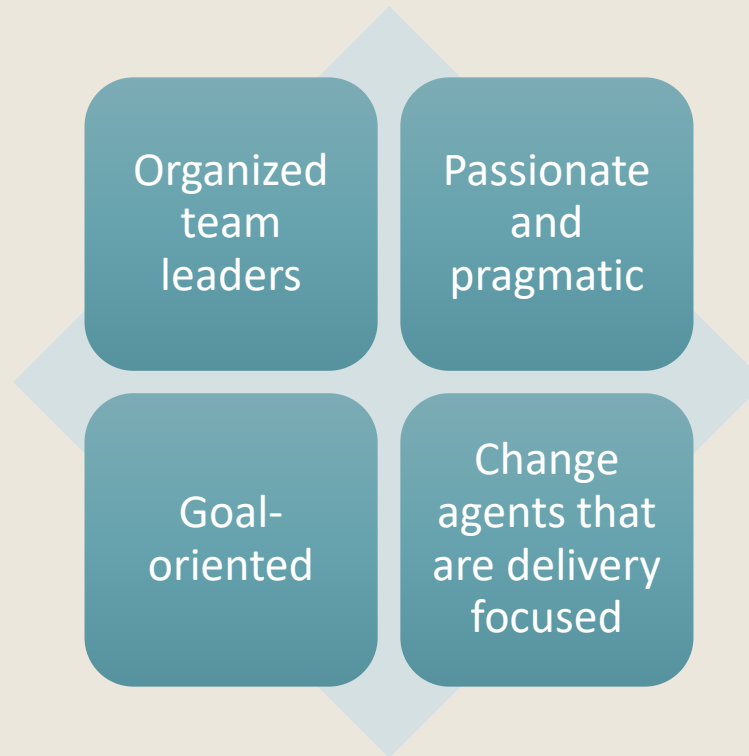 Organized
team
leaders
Passionate
and
pragmatic
Goal-
oriented
Change
agents that
are delivery
focused